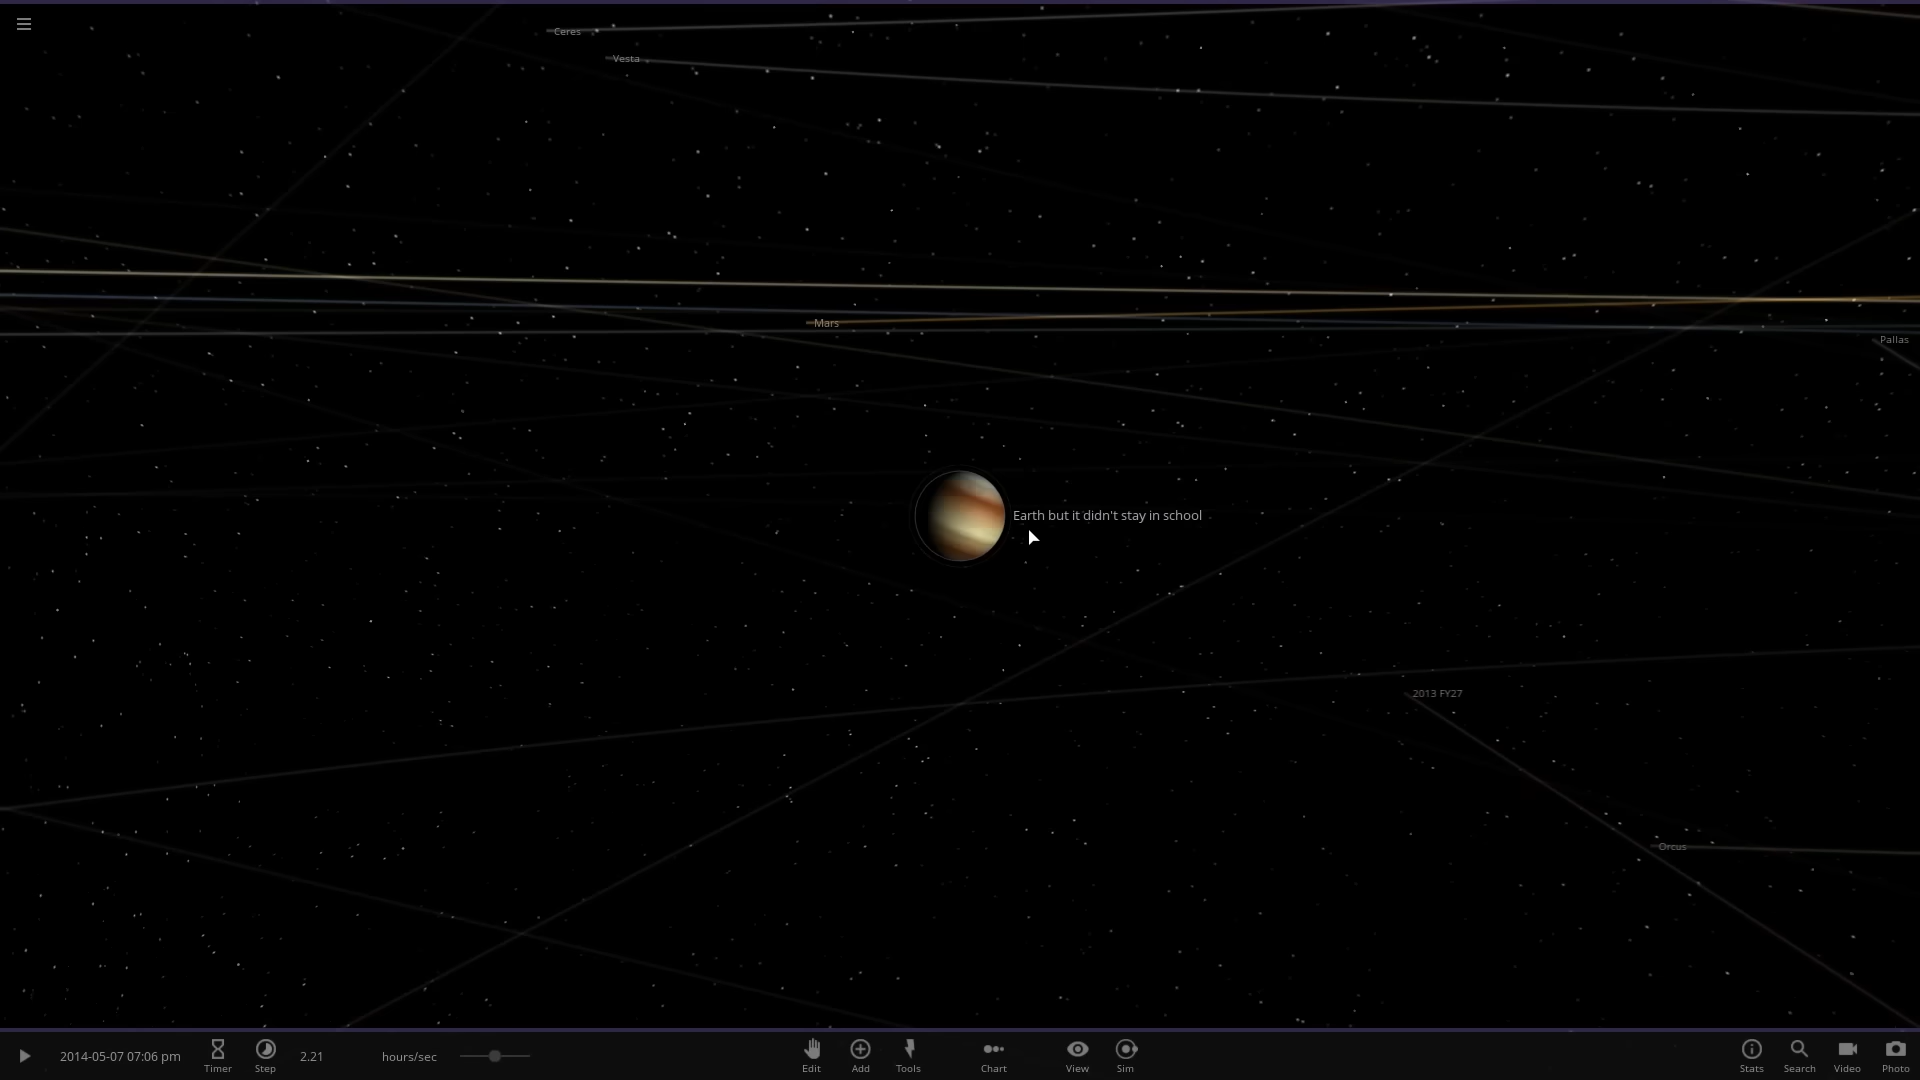 Ceres
Vesta
Mars
Pallas
Earth but it didn't stay in school
2013 FY27
Orcus
2014-05-07 07:06 pm
Timer
Step
2.21
hours/sec
Edit
Add
Tools
Chart
View
Sim
Stats
Search
Video
Photo